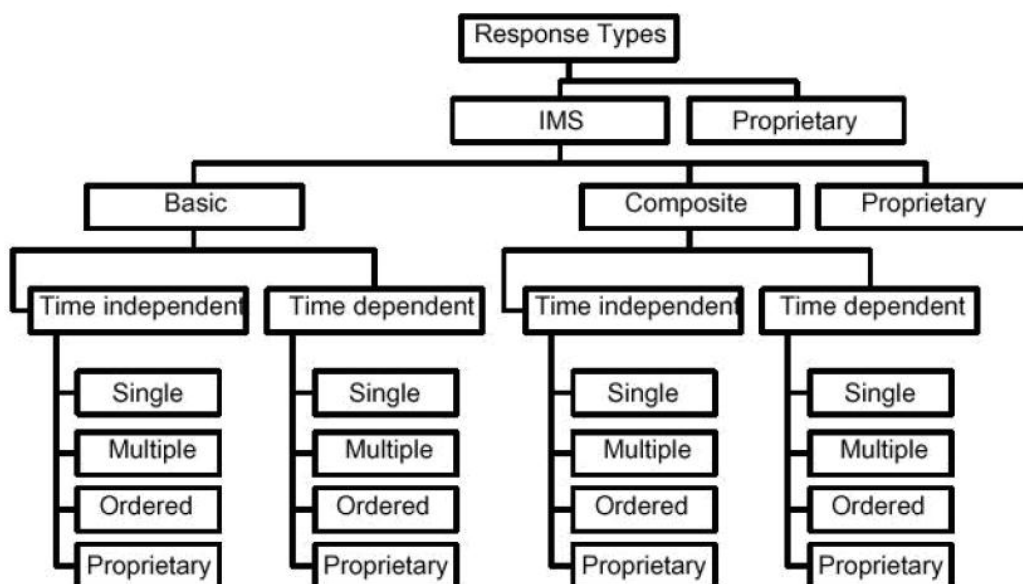 Response Types
IMS
Proprietary
Basic
Composite
Proprietary
Time independent
Time dependent
Time independent
Time dependent
Single
Single
Single
Single
Multiple
Multiple
Multiple
Multiple
Ordered
Ordered
Ordered
Ordered
Proprietary
Proprietary
Proprietary
Proprietary